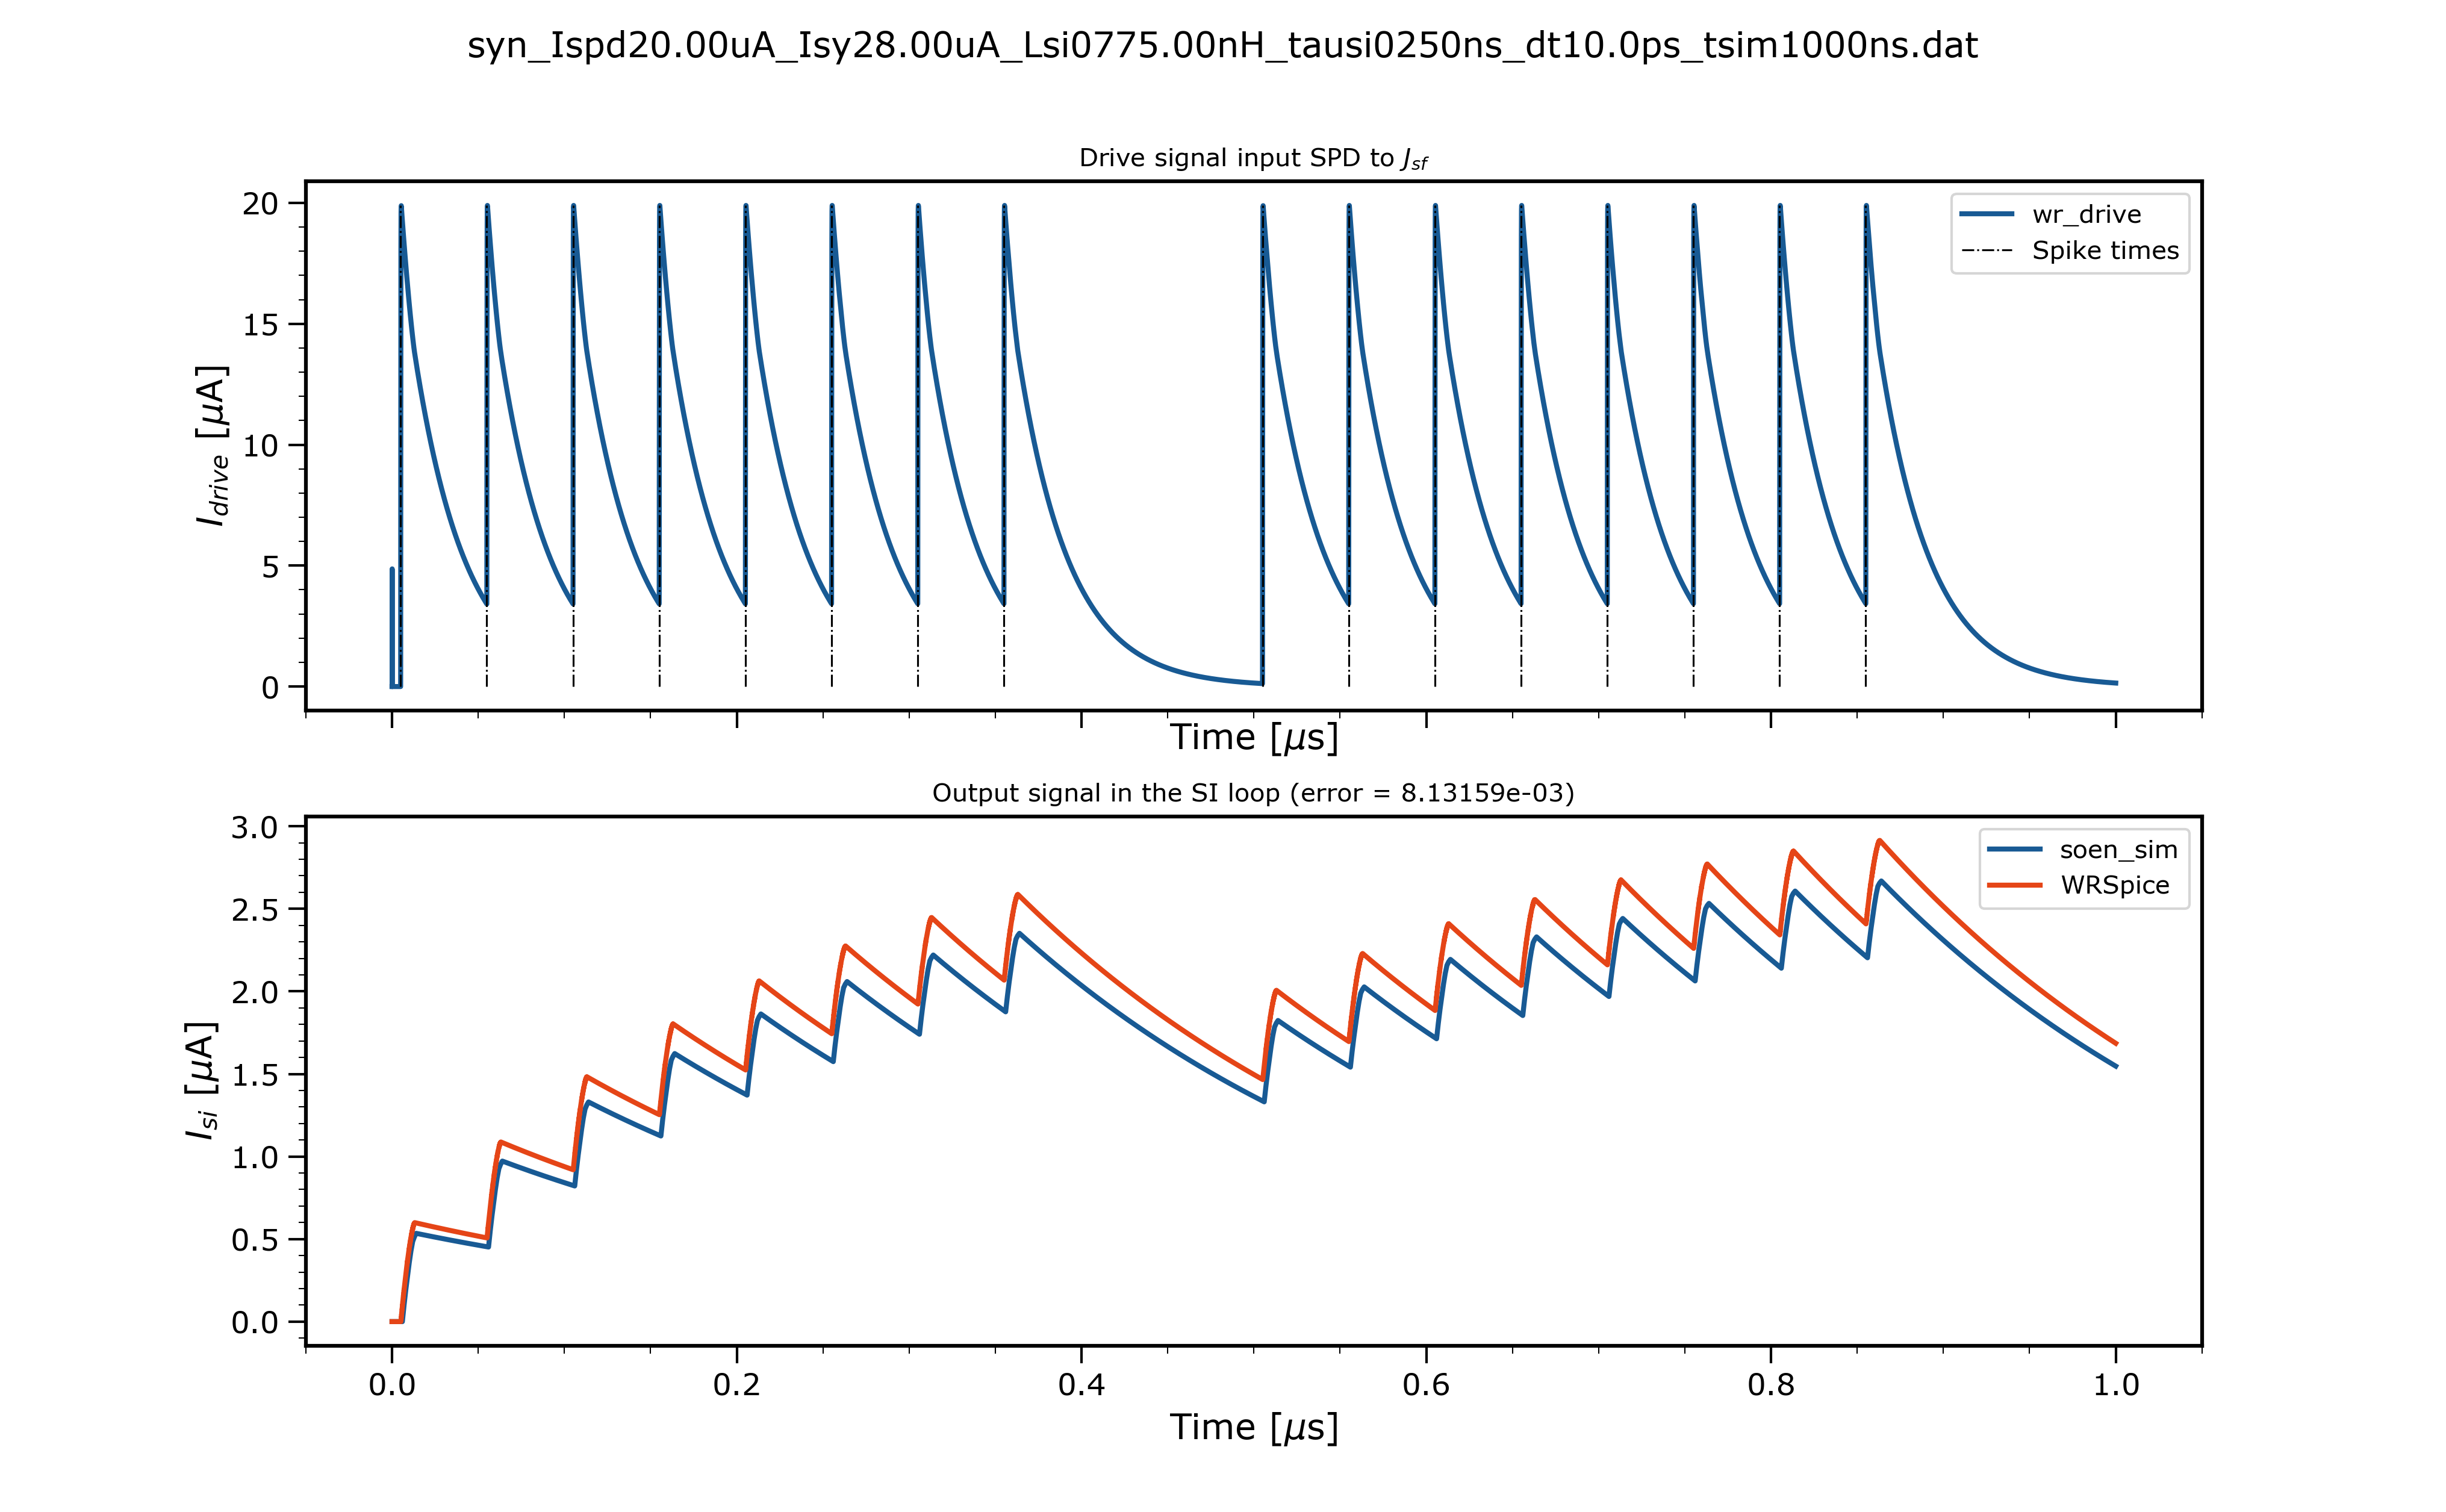 syn_Ispd20.00uA_Isy28.00uA_Lsi0775.00nH_tausi0250ns_dt10.0ps_tsim1000ns.dat
Drive signal input SPD to Jsf
20
15
10
5
0
Idrive [μA]
wr_drive
Spike times
Time [μs]
Output signal in the SI loop (error = 8.13159e-03)
3.0
2.5
2.0
1.5
1.0
0.5
0.0
Isi [μA]
soen_sim
WRSpice
0.0 0.2 0.4 0.6 0.8 1.0
Time [μs]